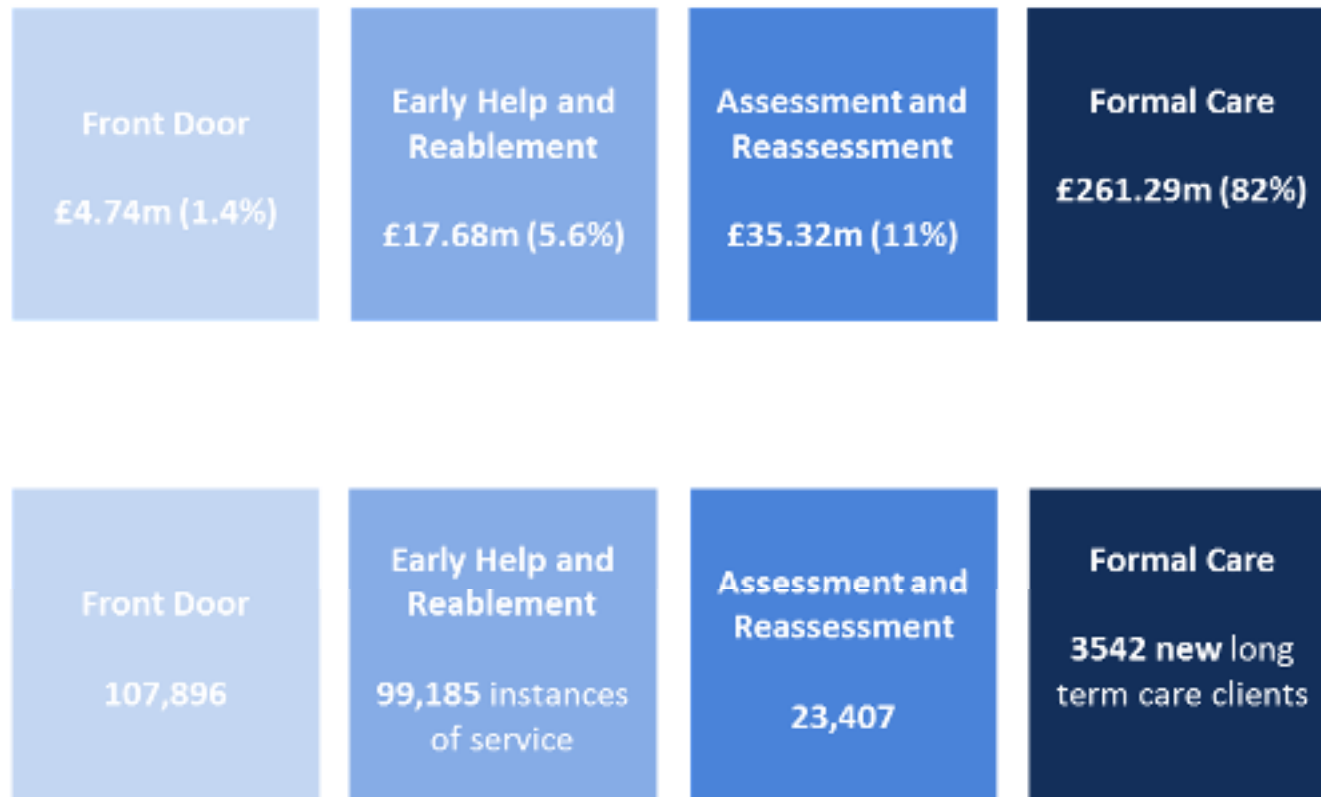 Front Door
£4.74m (1.4%)
Early Help and
Reablement
£17.68m (5.6%)
Assessment and
Reassessment
£35.32m (11%)
Formal Care
£261.29m (82%)
Front Door
107,896
Early Help and
Reablement
99,185 instances
of service
Assessment and
Reassessment
23,407
Formal Care
3542 new long
term care clients